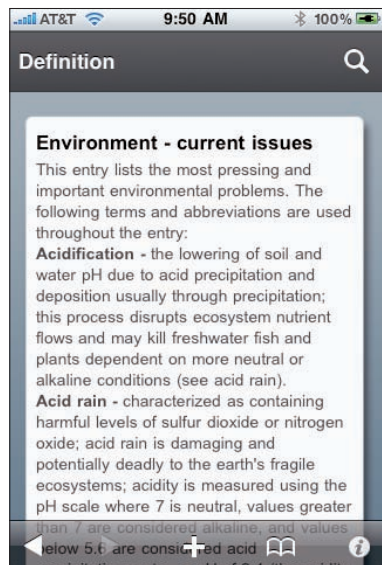 AT&T 9:50 AM 100%
Definition
Environment - current issues
This entry lists the most pressing and
important environmental problems. The
following terms and abbreviations are used
throughout the entry:
Acidification - the lowering of soil and
water pH due to acid precipitation and
deposition usually through precipitation;
this process disrupts ecosystem nutrient
flows and may kill freshwater fish and
plants dependent on more neutral or
alkaline conditions (see acid rain).
Acid rain - characterized as containing
harmful levels of sulfur dioxide or nitrogen
oxide; acid rain is damaging and
potentially deadly to the earth's fragile
ecosystems; acidity is measured using the
pH scale where 7 is neutral, values greater
than 7 are considered alkaline, and values
below 5.6 are considered acid